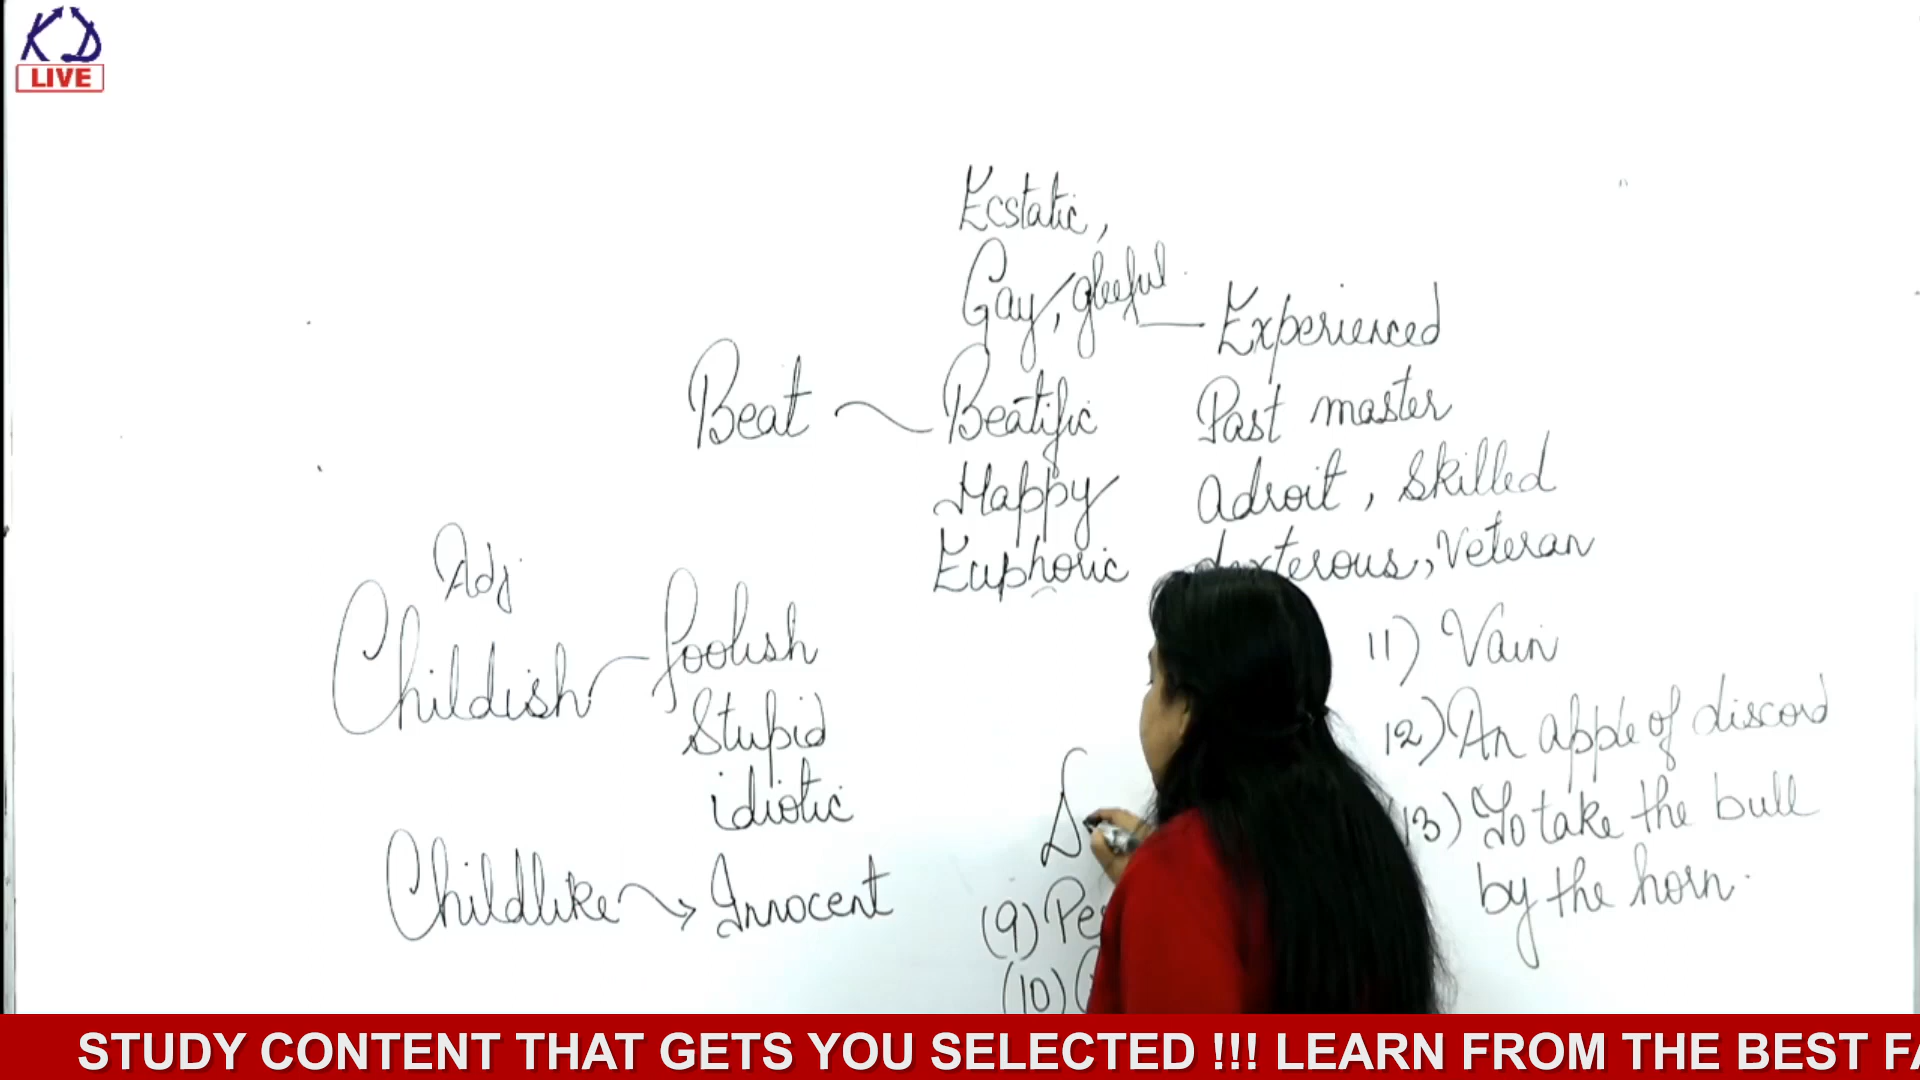 KD
LIVE
Ecstatic,
Gay, gleeful
Experienced
Beat
Beatific
Past master
Happy
Adroit, Skilled
Euphoric
dexterous, Veteran
Adj
Childish
foolish
Stupid
idiotic
Childlike
Innocent
(9) Pe
(10)
11) Vain
12) An apple of discord
13) To take the bull
by the horn.
STUDY CONTENT THAT GETS YOU SELECTED !!! LEARN FROM THE BEST FA